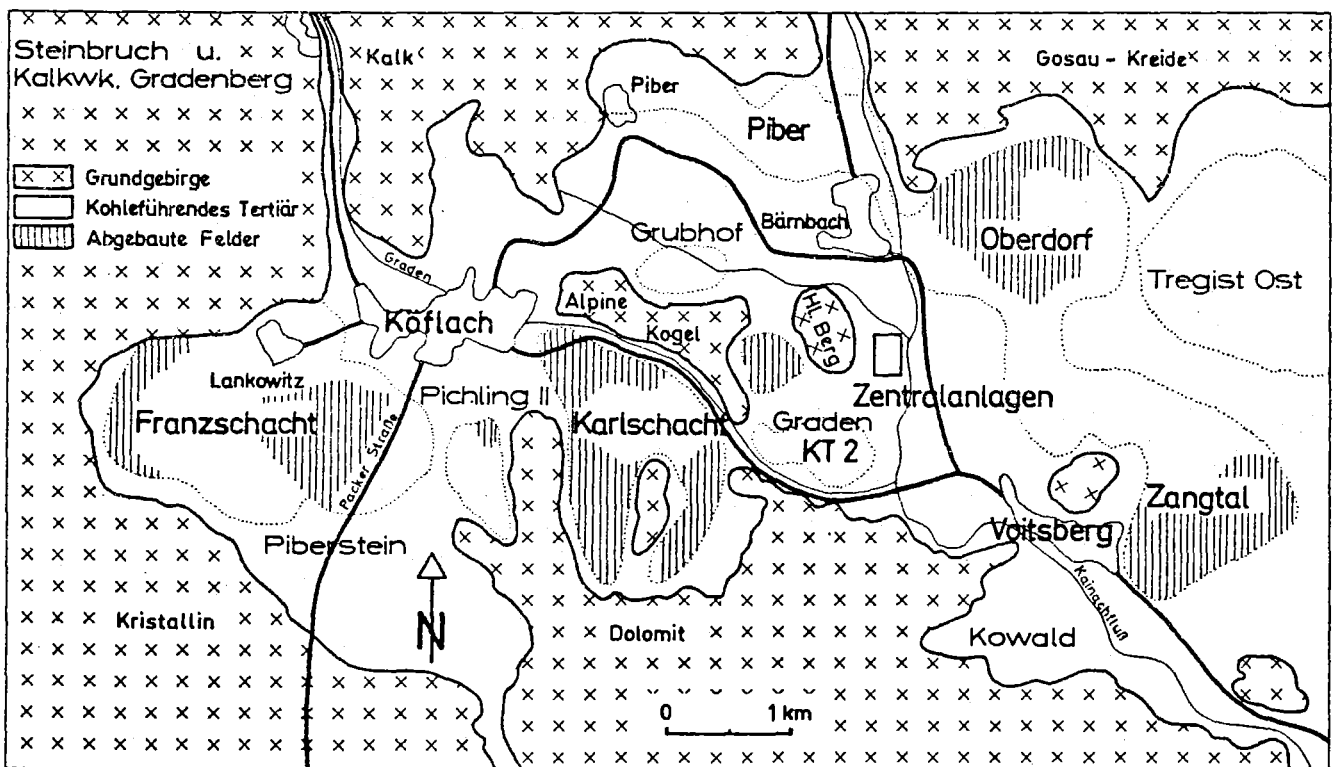 Steinbruch u.
Kalkwk. Gradenberg
Kalk
Gosau - Kreide
Piber
Piber
Grundgebirge
Kohleführendes Tertiär
Abgebaute Felder
Graden
Grubhof
Bärnbach
Oberdorf
Tregist Ost
Alpine
Kogel
Hl. Berg
Köflach
Lankowitz
Pichling II
Franzschacht
Karlschacht
Zentralanlagen
Graden
KT 2
Packer Straße
Piberstein
Voitsberg
Zangtal
Kainachfluß
Kristallin
N
Dolomit
Kowald
0 1 km